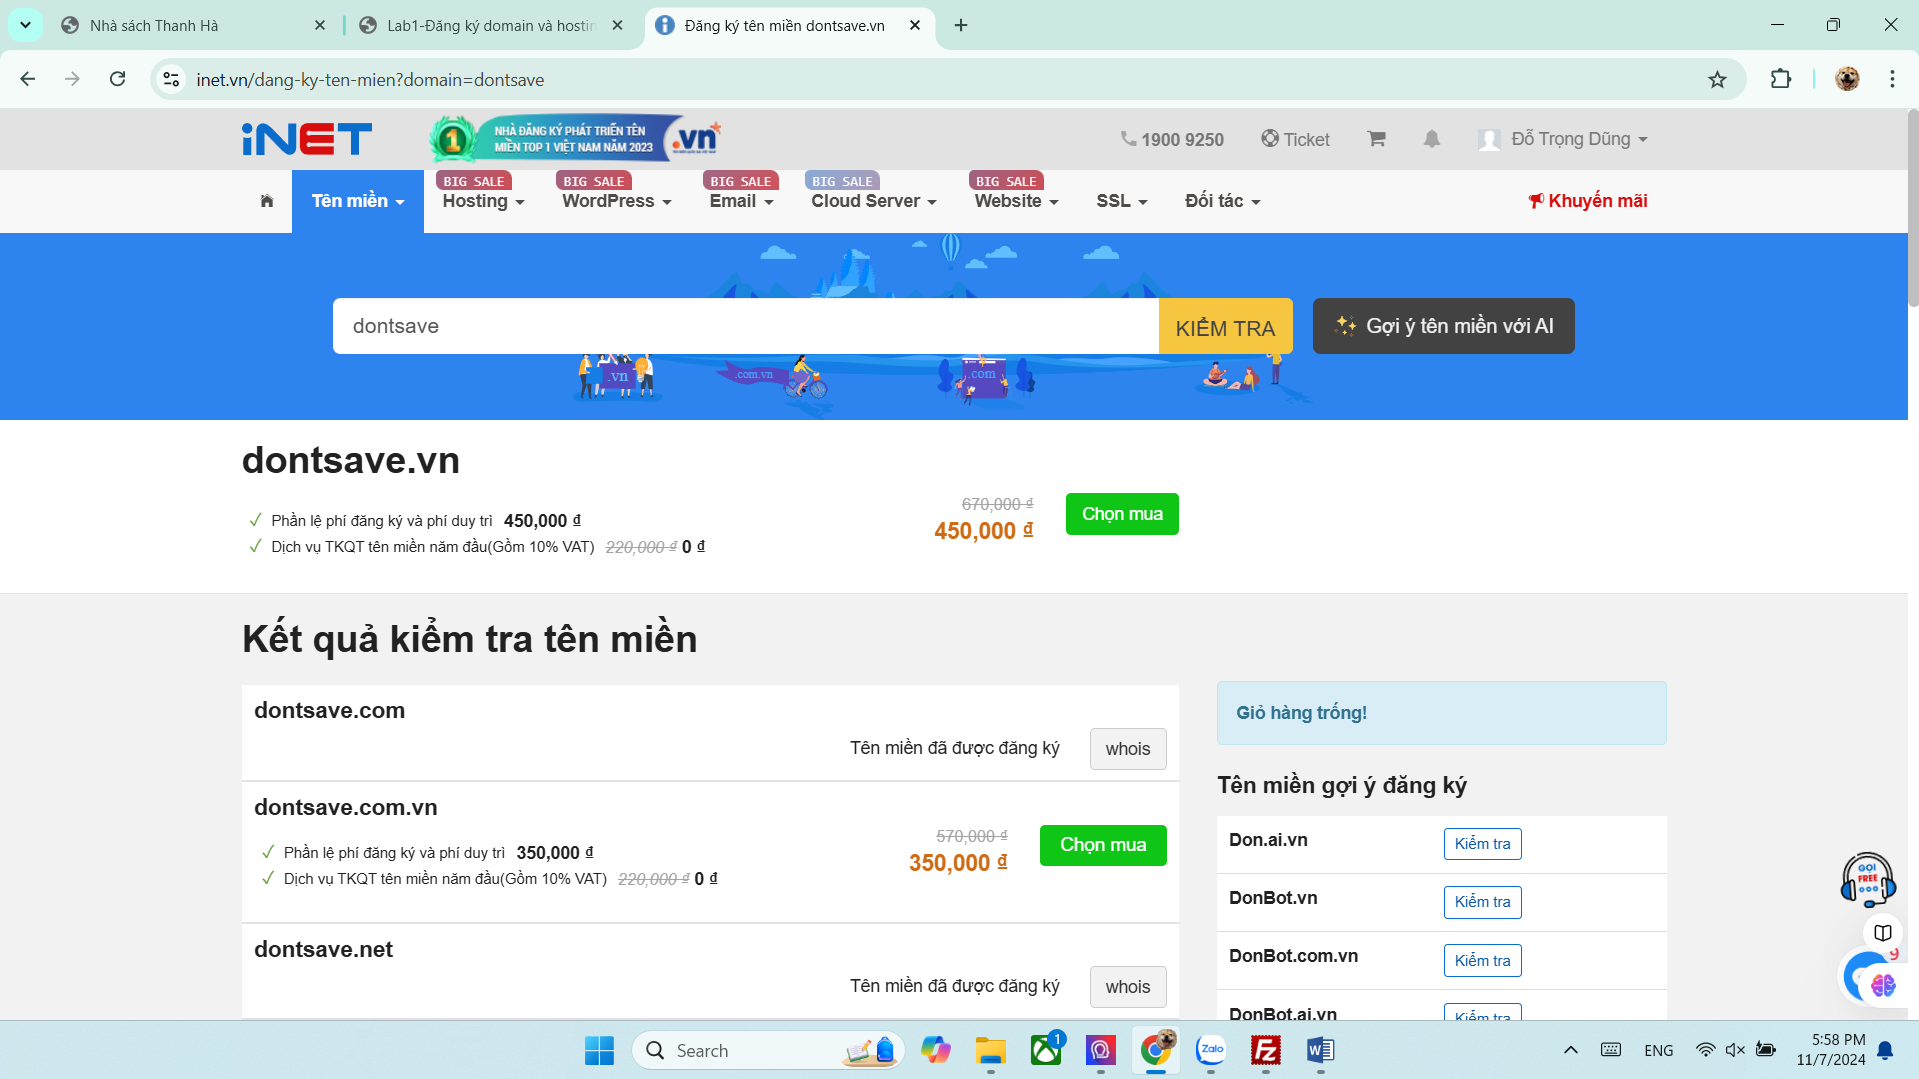 Nhà sách Thanh Hà
Lab1-Đăng ký domain và hostin
Đăng ký tên miền dontsave.vn
inet.vn/dang-ky-ten-mien?domain=dontsave
iNET
1
NHÀ ĐĂNG KÝ PHÁT TRIỂN TÊN
MIỀN TOP 1 VIỆT NAM NĂM 2023
.vn
1900 9250
Ticket
Đỗ Trọng Dũng
Tên miền
BIG SALE
Hosting
BIG SALE
WordPress
BIG SALE
Email
BIG SALE
Cloud Server
BIG SALE
Website
SSL
Đối tác
Khuyến mãi
dontsave
KIỂM TRA
Gợi ý tên miền với AI
.vn
.com.vn
.com
dontsave.vn
Phần lệ phí đăng ký và phí duy trì 450,000 ₫
Dịch vụ TKQT tên miền năm đầu(Gồm 10% VAT) 220,000 ₫ 0 ₫
670,000 ₫
450,000 ₫
Chọn mua
Kết quả kiểm tra tên miền
dontsave.com
Tên miền đã được đăng ký
whois
dontsave.com.vn
Phần lệ phí đăng ký và phí duy trì 350,000 ₫
Dịch vụ TKQT tên miền năm đầu(Gồm 10% VAT) 220,000 ₫ 0 ₫
570,000 ₫
350,000 ₫
Chọn mua
dontsave.net
Tên miền đã được đăng ký
whois
Giỏ hàng trống!
Tên miền gợi ý đăng ký
Don.ai.vn
Kiểm tra
DonBot.vn
Kiểm tra
DonBot.com.vn
Kiểm tra
DonBot.ai.vn
Kiểm tra
GỌI
FREE
9
Search
1
Zalo
ENG
5:58 PM
11/7/2024